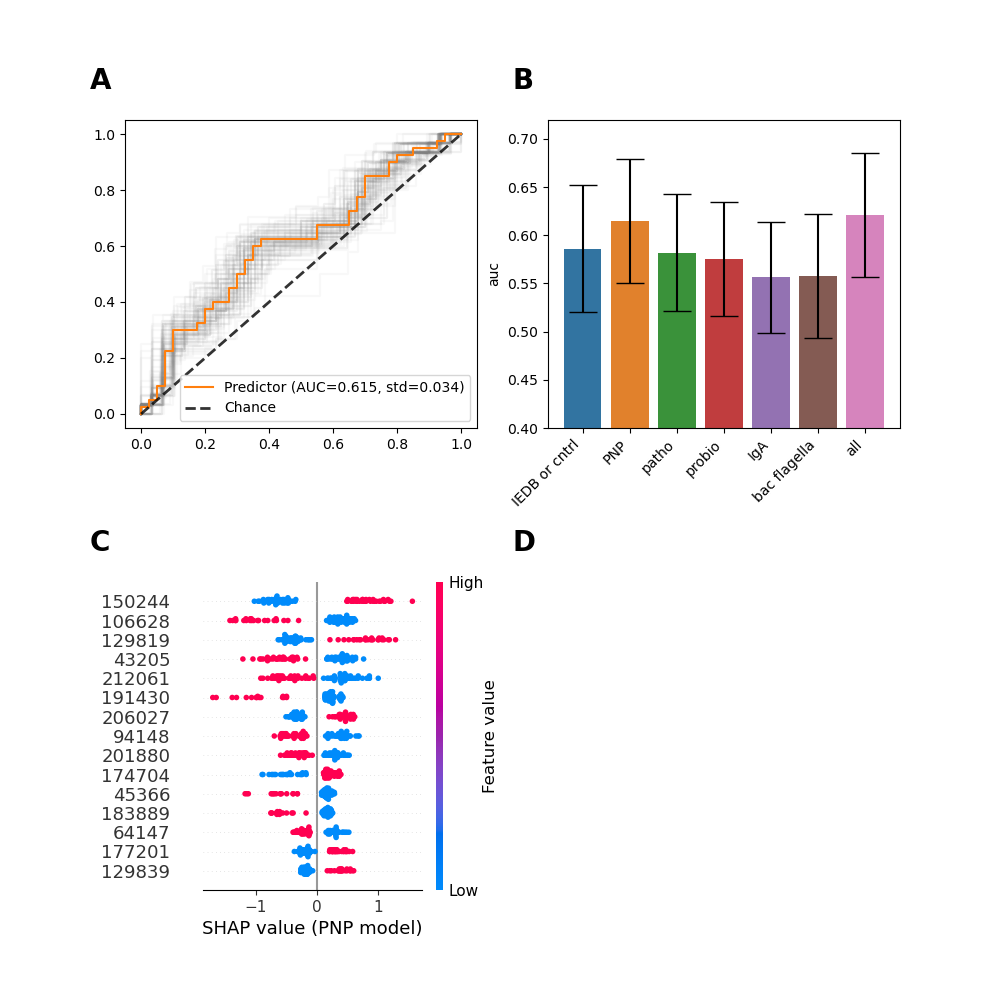 A
1.0
0.8
0.6
0.4
0.2
0.0
Predictor (AUC=0.615, std=0.034)
Chance
0.0 0.2 0.4 0.6 0.8 1.0
B
auc
0.70
0.65
0.60
0.55
0.50
0.45
0.40
IEDB or cntrl
PNP
patho
probio
IgA
bac flagella
all
C
150244
106628
129819
43205
212061
191430
206027
94148
201880
174704
45366
183889
64147
177201
129839
−1 0 1
SHAP value (PNP model)
High
Feature value
Low
D